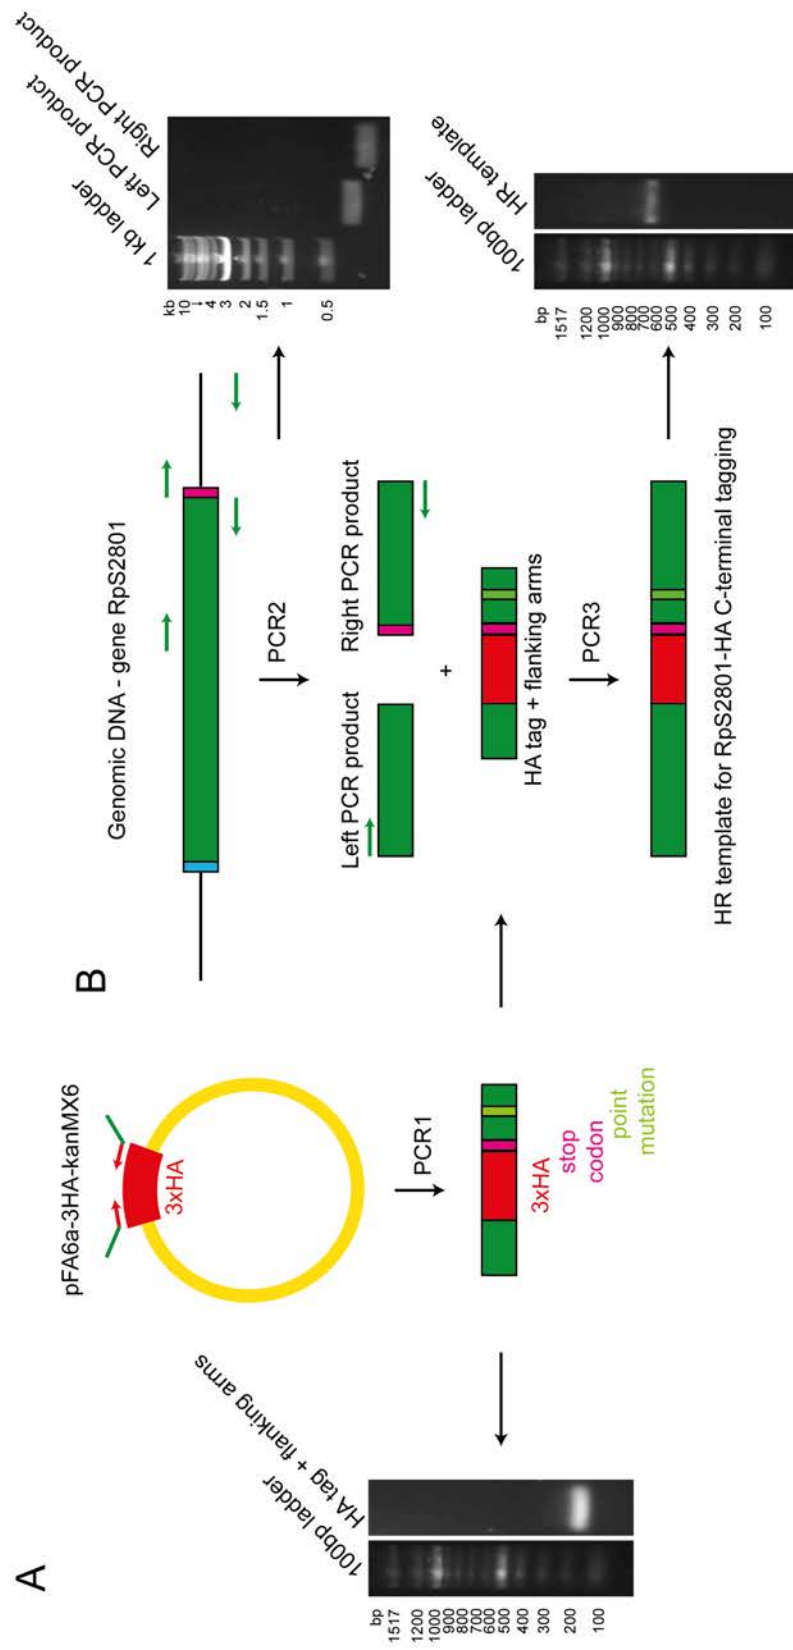 A
pFA6a-3HA-kanMX6
3xHA
PCR1
3xHA
stop
codon
point
mutation
100bp ladder
HA tag + flanking arms
bp
1517
1200
1000
900
800
700
600
500
400
300
200
100
B
Genomic DNA - gene RpS2801
PCR2
Left PCR product
Right PCR product
+
HA tag + flanking arms
PCR3
HR template for RpS2801-HA C-terminal tagging
1 kb ladder
Left PCR product
Right PCR product
kb
10
4
3
2
1.5
1
0.5
100bp ladder
HR template
bp
1517
1200
1000
900
800
700
600
500
400
300
200
100